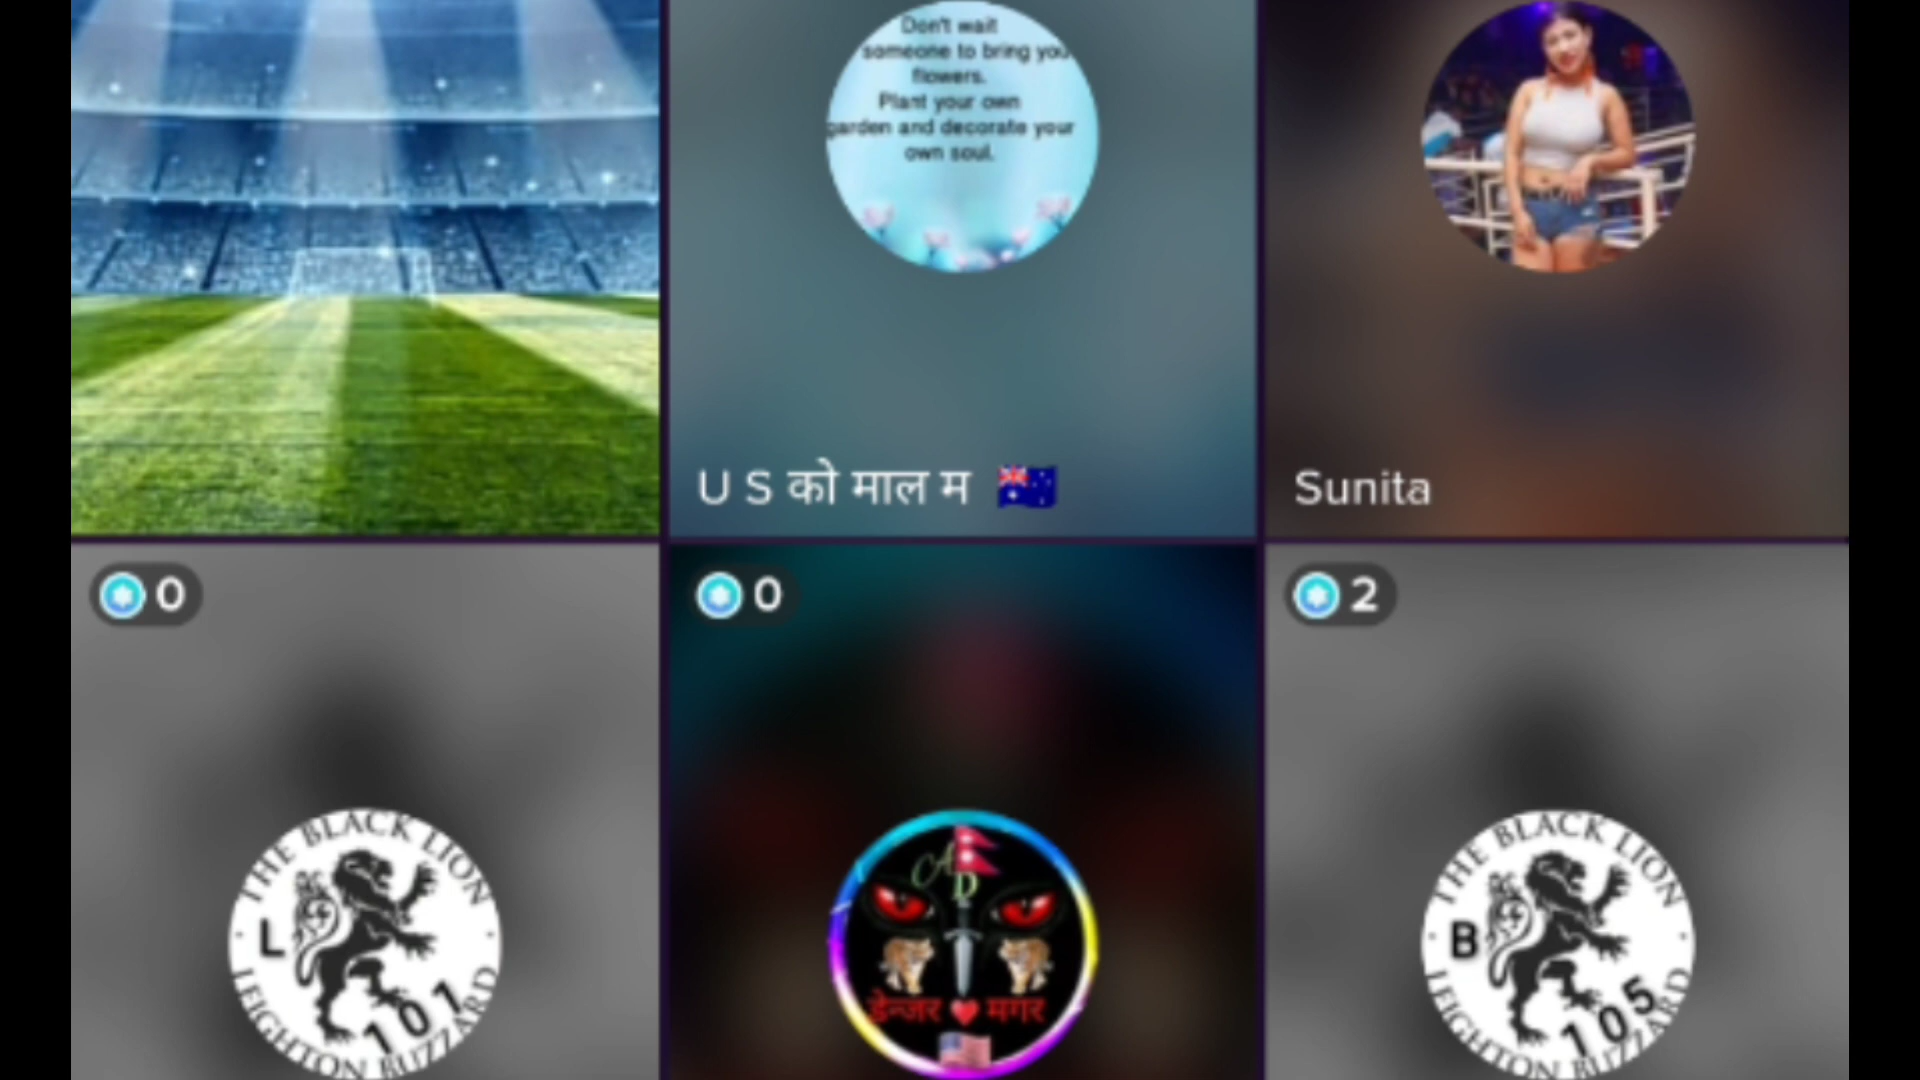 Don't wait
someone to bring you
flowers.
Plant your own
garden and decorate your
own soul.
U S को माल म
Sunita
0
0
2
THE BLACK LION
L
101
LEIGHTON BUZZARD
A
D
डेन्जर मगर
THE BLACK LION
B
105
LEIGHTON BUZZARD